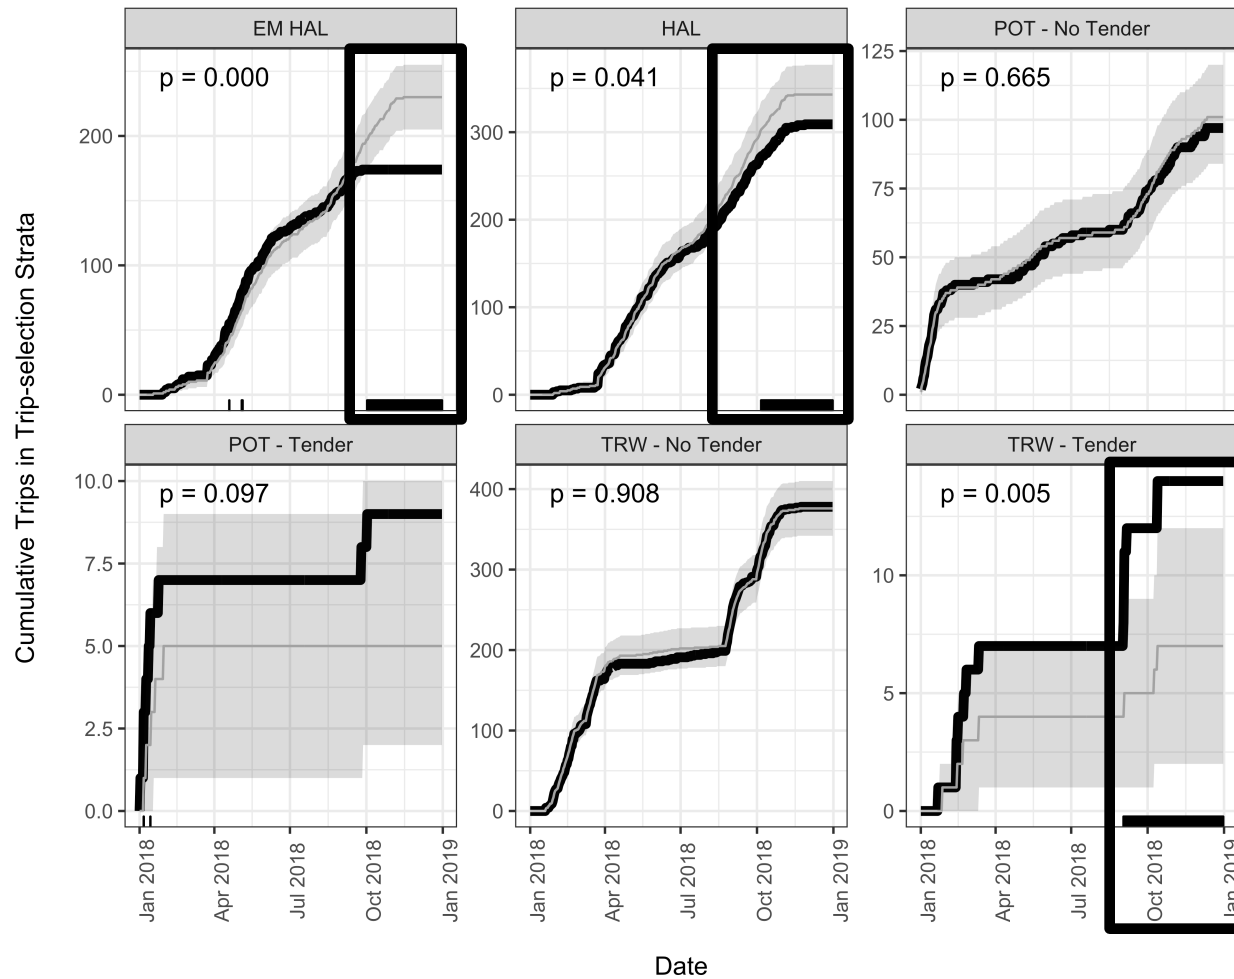 Cumulative Trips in Trip-selection Strata
EM HAL
p = 0.000
200
100
0
HAL
p = 0.041
300
200
100
0
POT - No Tender
p = 0.665
125
100
75
50
25
0
POT - Tender
p = 0.097
10.0
7.5
5.0
2.5
0.0
Jan 2018
Apr 2018
Jul 2018
Oct 2018
Jan 2019
TRW - No Tender
p = 0.908
400
300
200
100
0
Jan 2018
Apr 2018
Jul 2018
Oct 2018
Jan 2019
TRW - Tender
p = 0.005
10
5
0
Jan 2018
Apr 2018
Jul 2018
Oct 2018
Jan 2019
Date